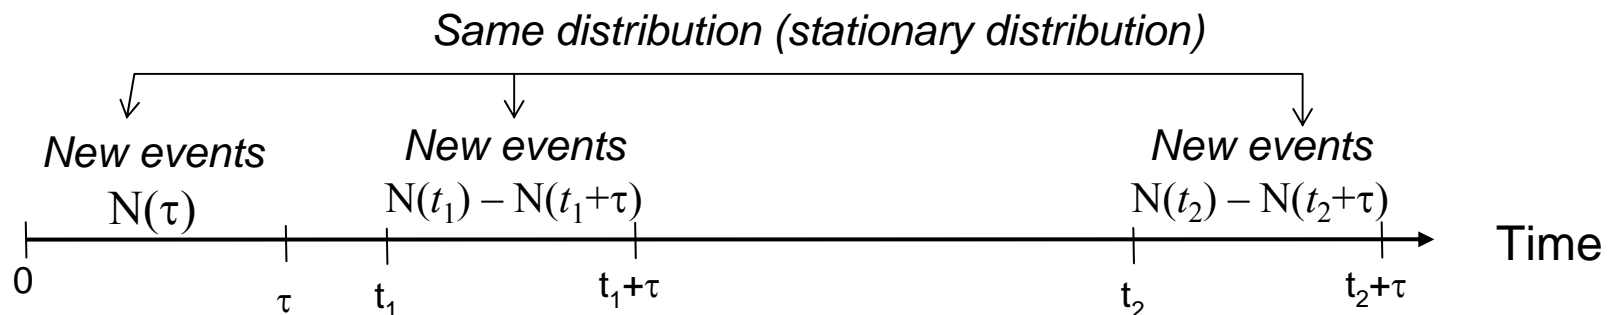 Same distribution (stationary distribution)
New events New events New events
N(τ) N(t₁) – N(t₁+τ) N(t₂) – N(t₂+τ)
Time
0 τ t₁ t₁+τ t₂ t₂+τ